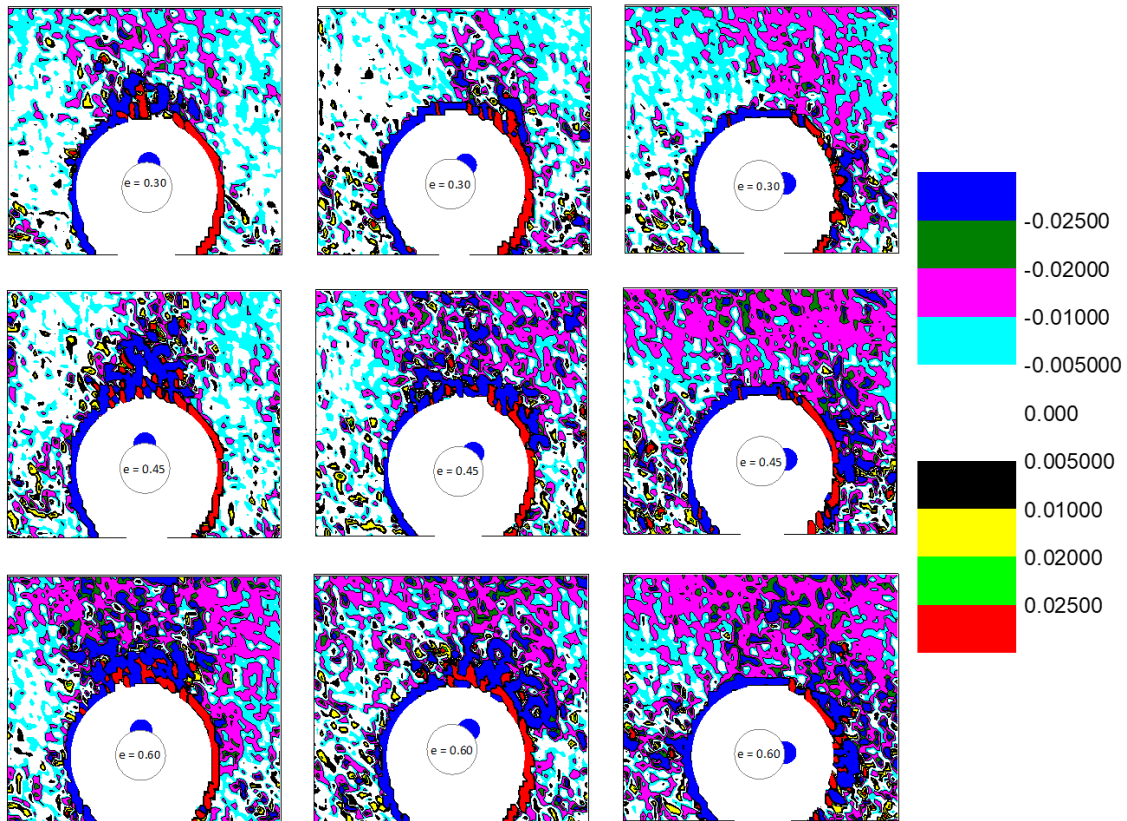 e = 0.30
e = 0.30
e = 0.30
e = 0.45
e = 0.45
e = 0.45
e = 0.60
e = 0.60
e = 0.60
-0.02500
-0.02000
-0.01000
-0.005000
0.000
0.005000
0.01000
0.02000
0.02500